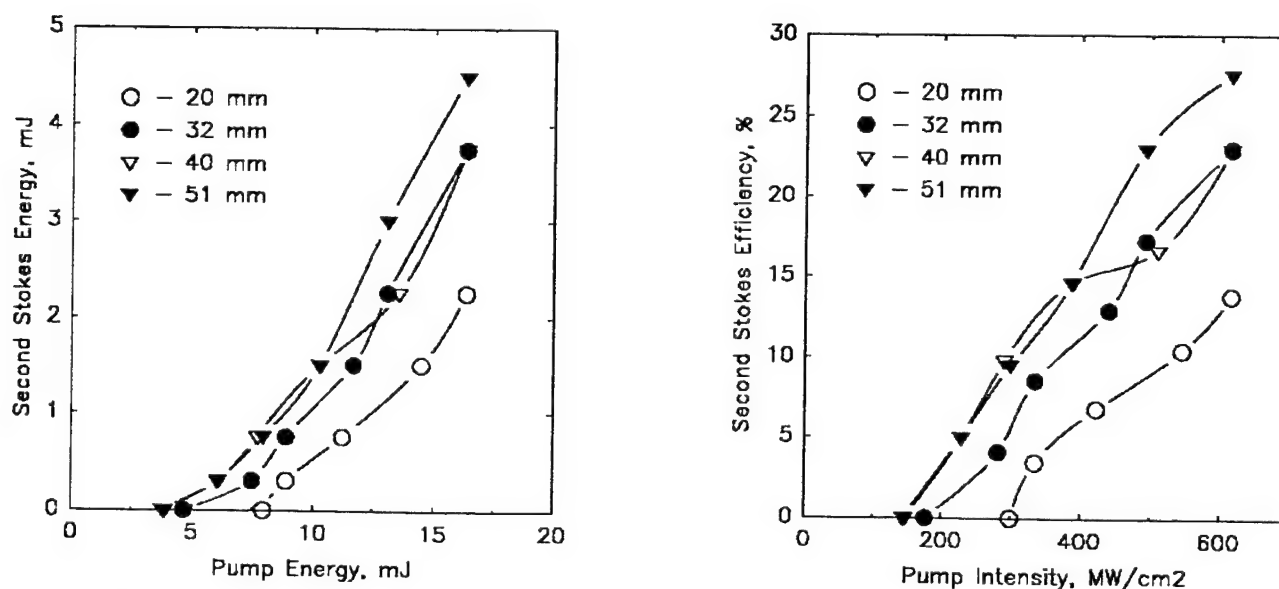 5
4
3
2
1
0
Second Stokes Energy, mJ
○ – 20 mm
● – 32 mm
▽ – 40 mm
▼ – 51 mm
0 5 10 15 20
Pump Energy, mJ
30
25
20
15
10
5
0
Second Stokes Efficiency, %
○ – 20 mm
● – 32 mm
▽ – 40 mm
▼ – 51 mm
0 200 400 600
Pump Intensity, MW/cm2